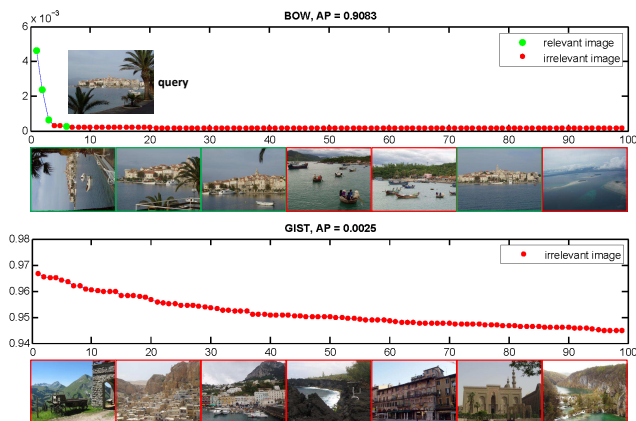 BOW, AP = 0.9083
6 x 10⁻³
4
2
0
query
relevant image
irrelevant image
0 10 20 30 40 50 60 70 80 90 100
GIST, AP = 0.0025
0.98
0.97
0.96
0.95
0.94
irrelevant image
0 10 20 30 40 50 60 70 80 90 100